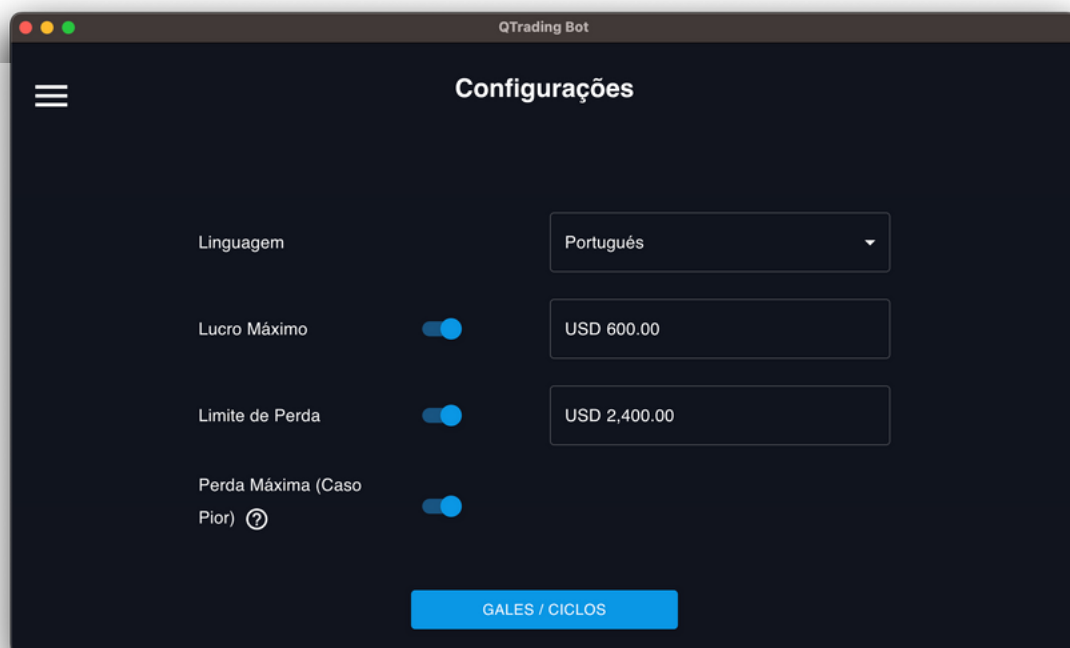 QTrading Bot
Configurações
Linguagem
Portugués
Lucro Máximo
USD 600.00
Limite de Perda
USD 2,400.00
Perda Máxima (Caso
Pior) ?
GALES / CICLOS